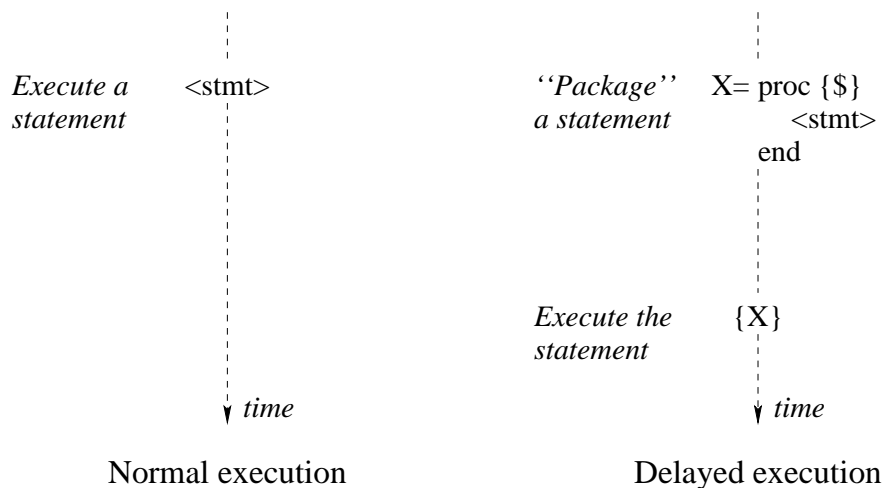 Execute a
statement
<stmt>
time
Normal execution
‘‘Package’’
a statement
X= proc {$}
<stmt>
end
Execute the
statement
{X}
time
Delayed execution